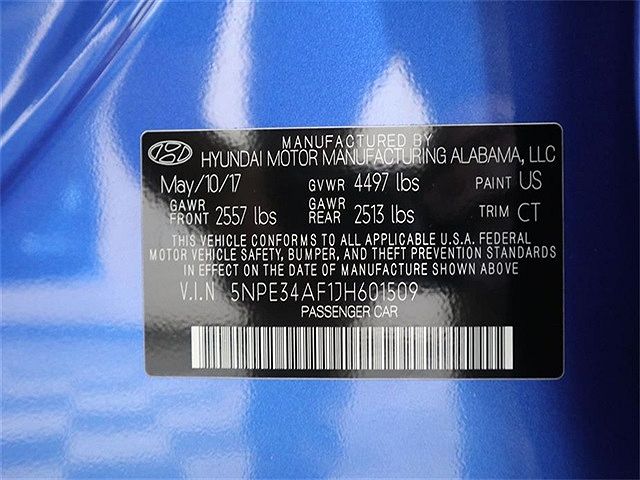 MANUFACTURED BY
HYUNDAI MOTOR MANUFACTURING ALABAMA, LLC
May/10/17 GVWR 4497 lbs PAINT US
GAWR FRONT 2557 lbs GAWR REAR 2513 lbs TRIM CT
THIS VEHICLE CONFORMS TO ALL APPLICABLE U.S.A. FEDERAL
MOTOR VEHICLE SAFETY, BUMPER, AND THEFT PREVENTION STANDARDS
IN EFFECT ON THE DATE OF MANUFACTURE SHOWN ABOVE.
V.I.N 5NPE34AF1JH601509
PASSENGER CAR